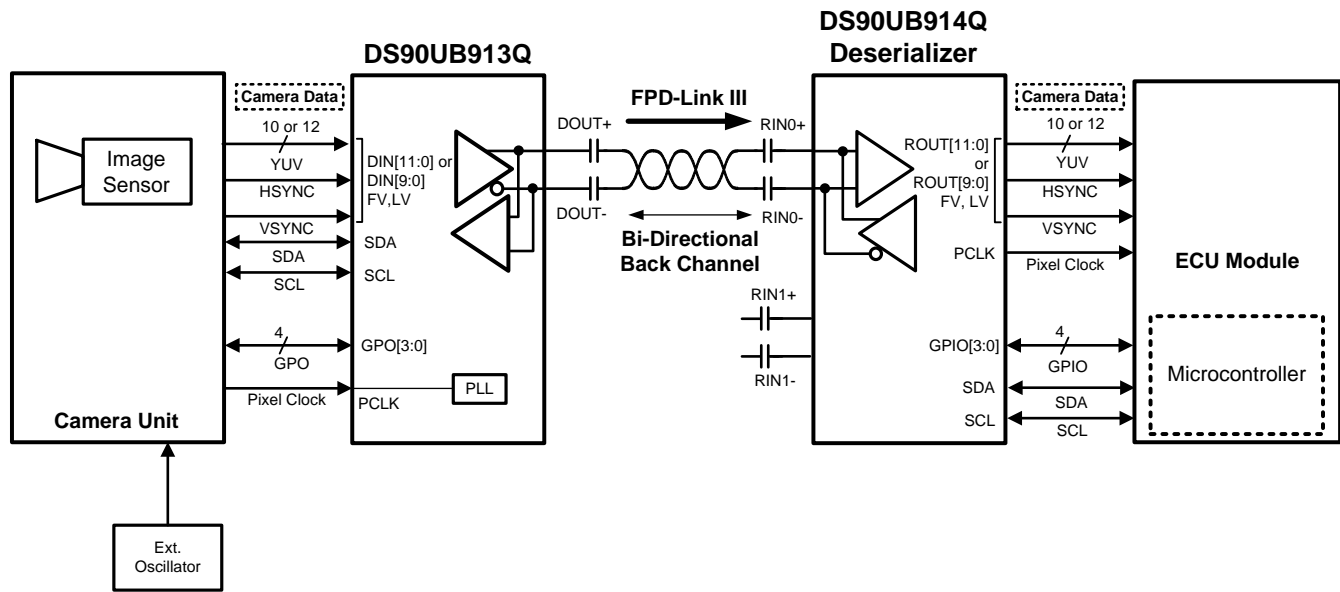 DS90UB913Q
DS90UB914Q
Deserializer
Camera Data
10 or 12
YUV
HSYNC
VSYNC
SDA
SCL
4
GPO
Pixel Clock
Image
Sensor
Camera Unit
Ext.
Oscillator
DIN[11:0] or
DIN[9:0]
FV,LV
SDA
SCL
GPO[3:0]
PCLK
PLL
DOUT+
DOUT-
FPD-Link III
Bi-Directional
Back Channel
RIN0+
RIN0-
RIN1+
RIN1-
ROUT[11:0]
or
ROUT[9:0]
FV, LV
PCLK
GPIO[3:0]
SDA
SCL
Camera Data
10 or 12
YUV
HSYNC
VSYNC
Pixel Clock
4
GPIO
SDA
SCL
ECU Module
Microcontroller